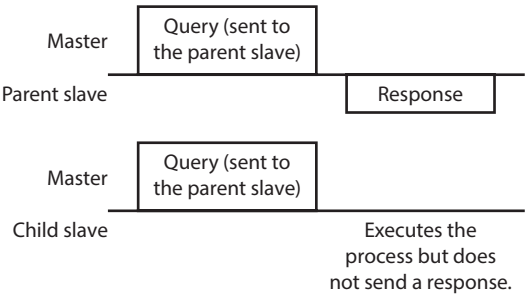 Master
Query (sent to
the parent slave)
Parent slave
Response
Master
Query (sent to
the parent slave)
Child slave
Executes the
process but does
not send a response.